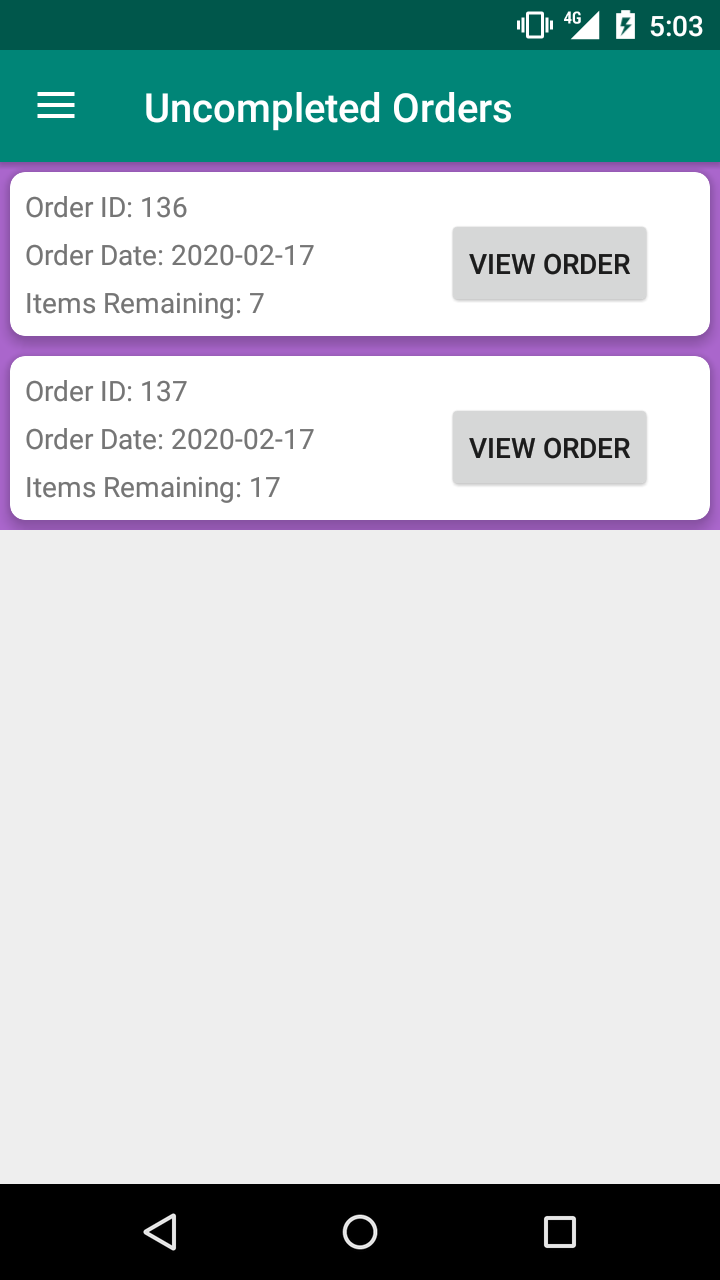 4G 5:03
Uncompleted Orders
Order ID: 136
Order Date: 2020-02-17
VIEW ORDER
Items Remaining: 7
Order ID: 137
Order Date: 2020-02-17
VIEW ORDER
Items Remaining: 17